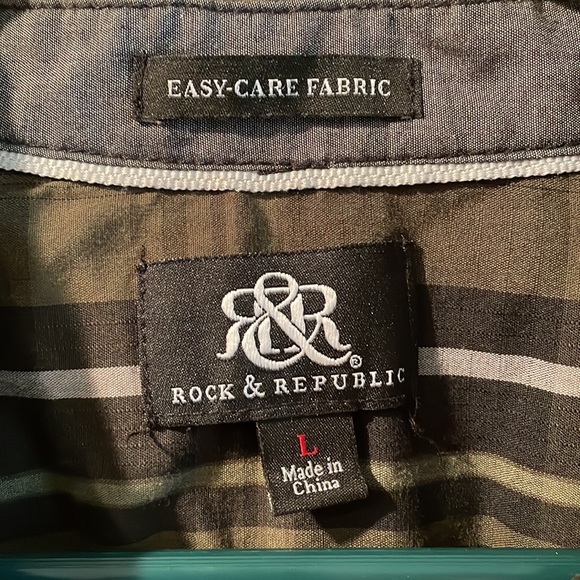 EASY-CARE FABRIC
R&R®
ROCK & REPUBLIC
L
Made in
China